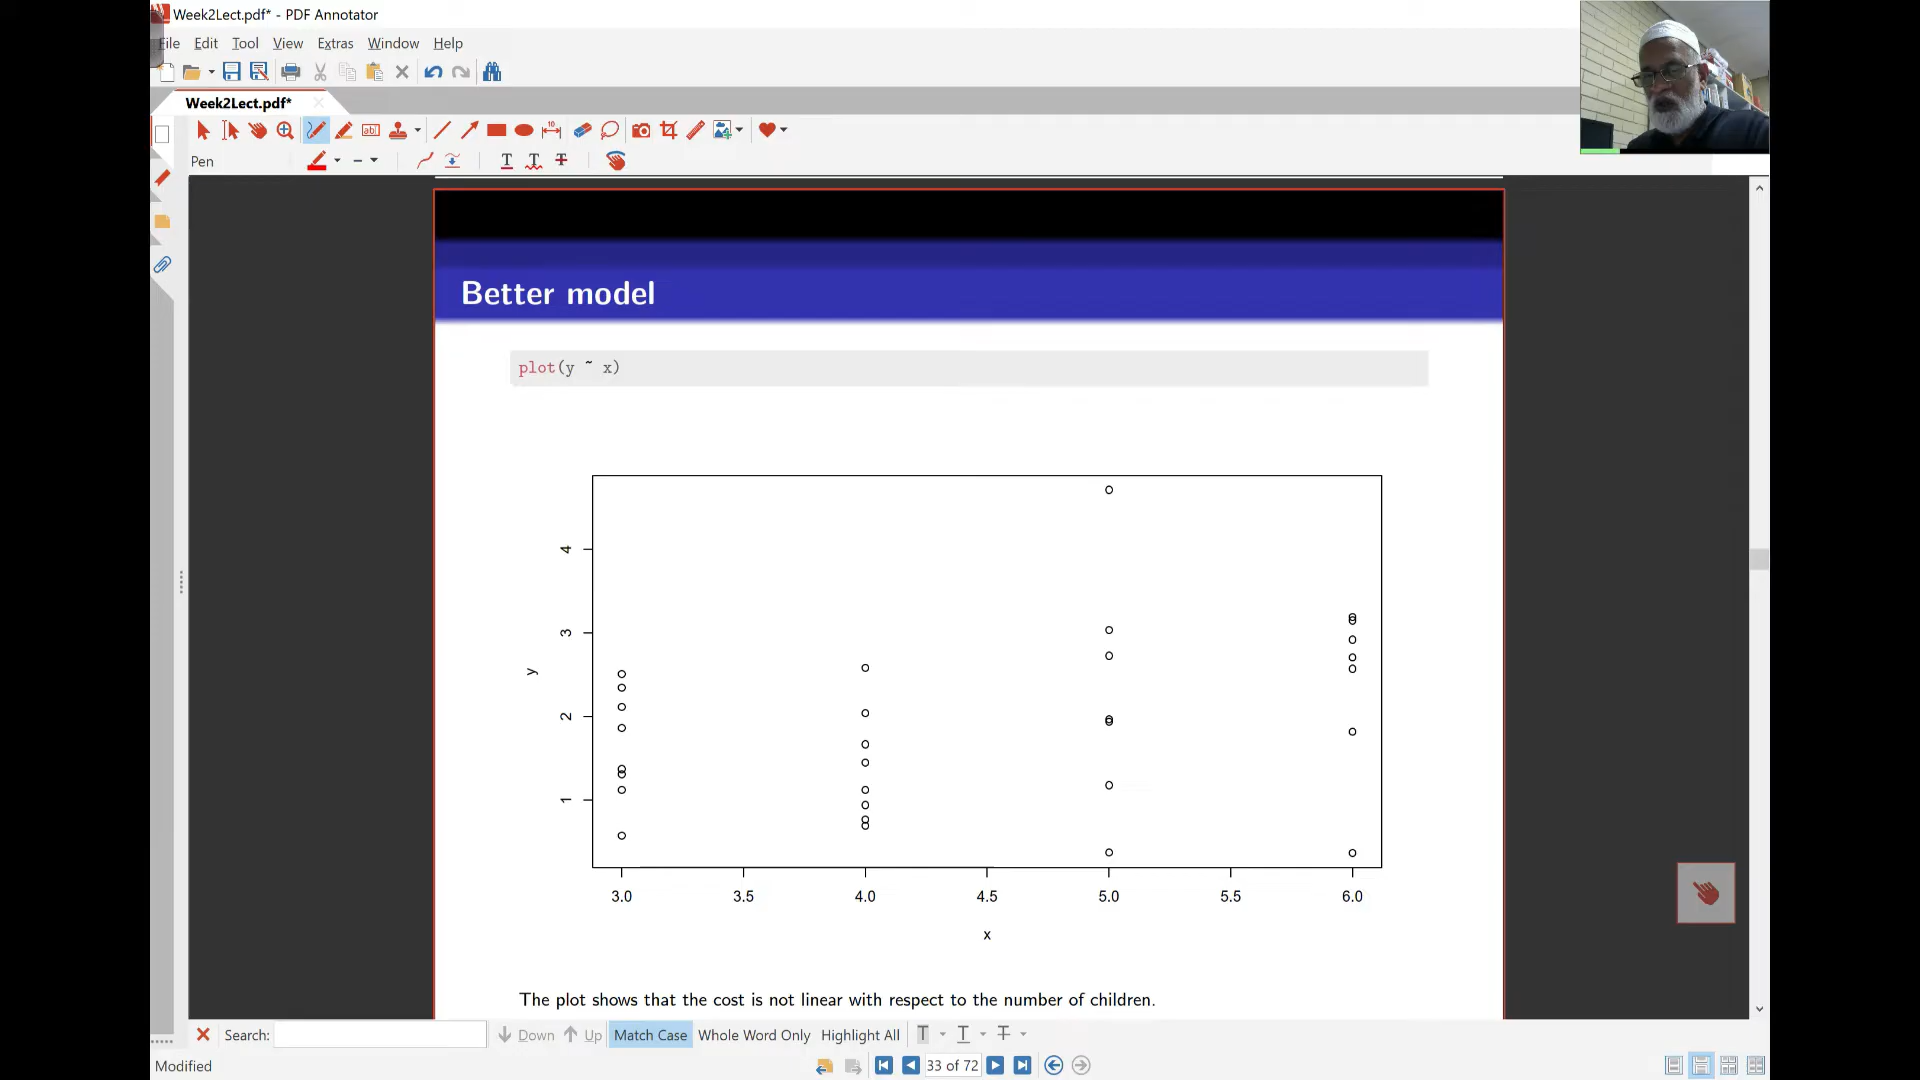 Week2Lect.pdf* - PDF Annotator
File Edit Tool View Extras Window Help
Week2Lect.pdf*
Pen
Better model
plot(y ~ x)
4
3
2
1
y
3.0 3.5 4.0 4.5 5.0 5.5 6.0
x
The plot shows that the cost is not linear with respect to the number of children.
Search: Down Up Match Case Whole Word Only Highlight All
Modified
33 of 72